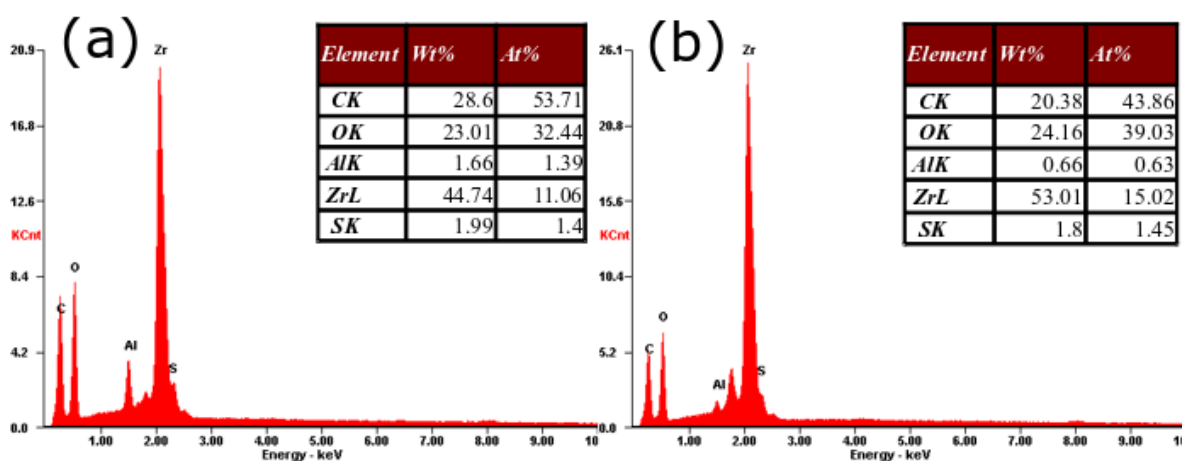 (a)
Element Wt% At%
CK 28.6 53.71
OK 23.01 32.44
AlK 1.66 1.39
ZrL 44.74 11.06
SK 1.99 1.4
20.9
16.8
12.6
KCnt
8.4
4.2
0.0
C
O
Al
Zr
S
1.00 2.00 3.00 4.00 5.00 6.00 7.00 8.00 9.00 10
Energy - keV
(b)
Element Wt% At%
CK 20.38 43.86
OK 24.16 39.03
AlK 0.66 0.63
ZrL 53.01 15.02
SK 1.8 1.45
26.1
20.8
15.6
KCnt
10.4
5.2
0.0
C
O
Al
Zr
S
1.00 2.00 3.00 4.00 5.00 6.00 7.00 8.00 9.00 10
Energy - keV